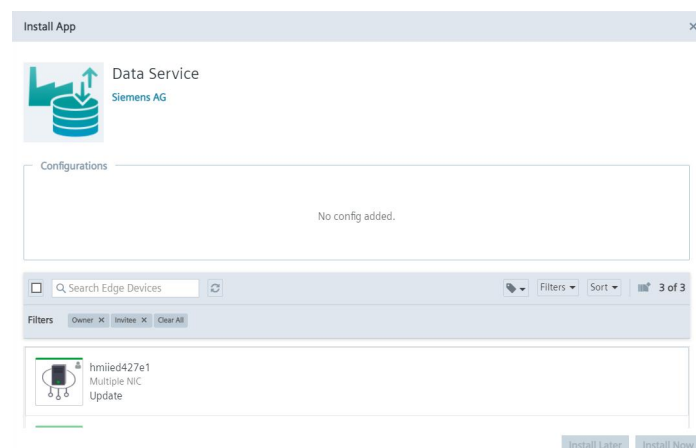 Install App
×
Data Service
Siemens AG
Configurations
No config added.
Search Edge Devices
Filters
Sort
3 of 3
Filters Owner × Invitee × Clear All
hmiied427e1
Multiple NIC
Update
Install Later Install Now